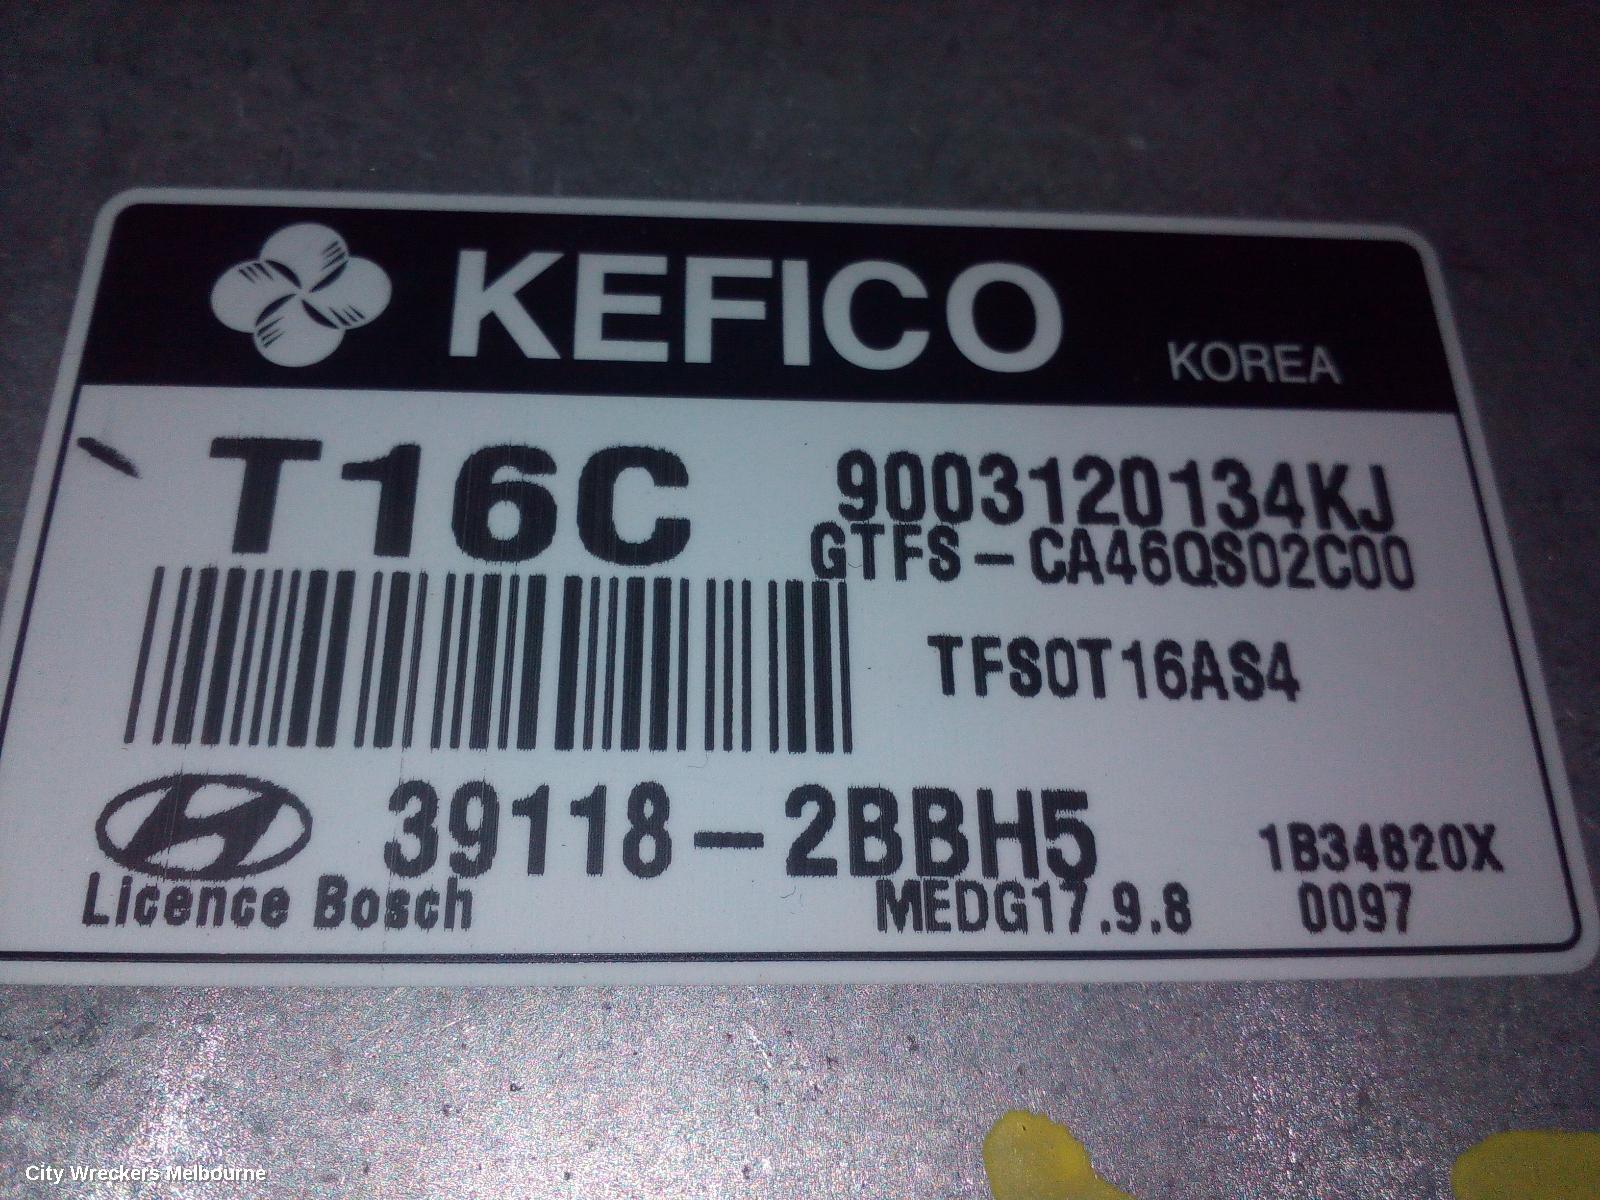 KEFICO
KOREA
T16C
9003120134KJ
GTFS-CA46QS02C00
TFS0T16AS4
39118-2BBH5
1B34820X
Licence Bosch
MEDG17.9.8
0097
City Wreckers Melbourne